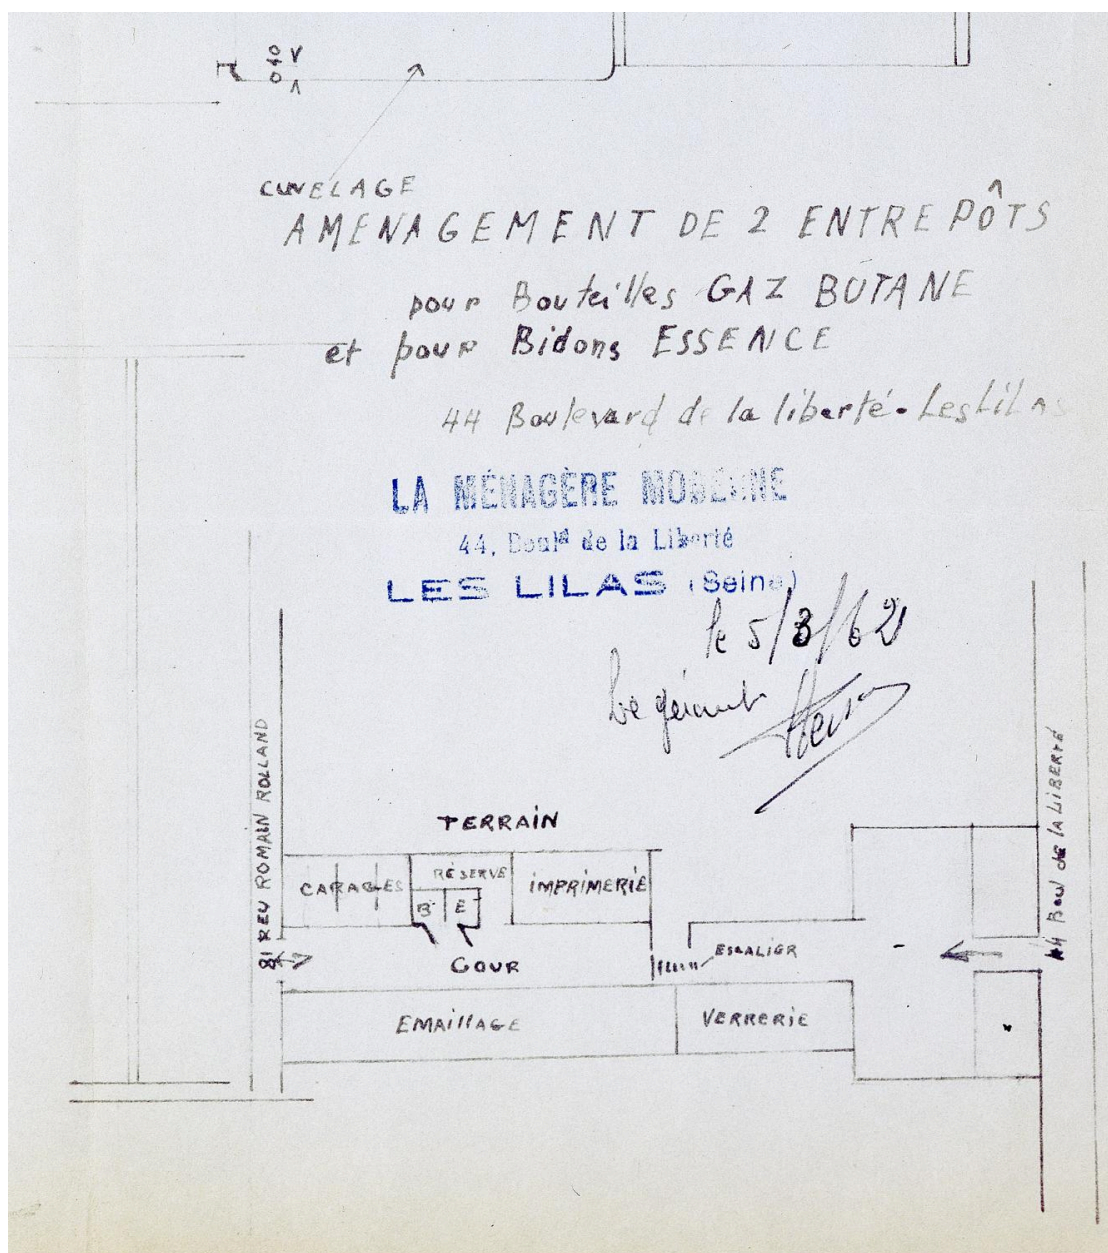 0 40
CUVELAGE
AMENAGEMENT DE 2 ENTREPÔTS
pour Bouteilles GAZ BUTANE
et pour Bidons ESSENCE
44 Boulevard de la liberté. Les Lilas
LA MÉNAGÈRE MODERNE
44, Boulᵈ de la Liberté
LES LILAS (Seine)
le 5/3/62
Le gérant
TERRAIN
81 REU ROMAIN ROLLAND
44 Boul de la LIBERTÉ
GARAGES
RÉSERVE
IMPRIMERIE
B
E
ESCALIER
COUR
EMAILLAGE
VERRERIE